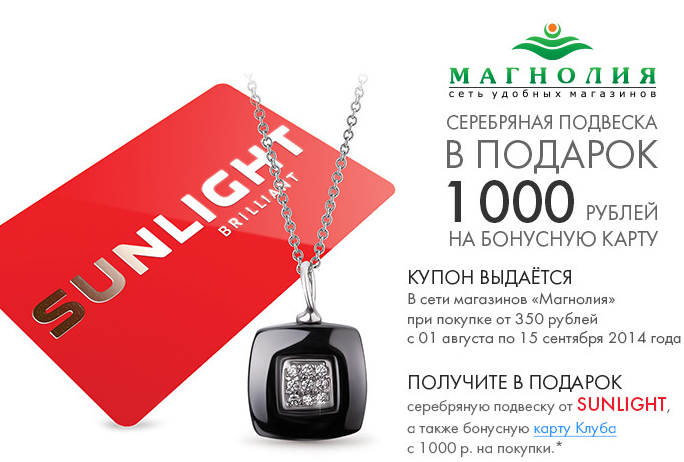 SUNLIGHT
BRILLIANT
МАГНОЛИЯ
сеть удобных магазинов
СЕРЕБРЯНАЯ ПОДВЕСКА
В ПОДАРОК
1000 РУБЛЕЙ
НА БОНУСНУЮ КАРТУ
КУПОН ВЫДАЁТСЯ
В сети магазинов «Магнолия»
при покупке от 350 рублей
с 01 августа по 15 сентября 2014 года
ПОЛУЧИТЕ В ПОДАРОК
серебряную подвеску от SUNLIGHT,
а также бонусную карту Клуба
с 1000 р. на покупки.*